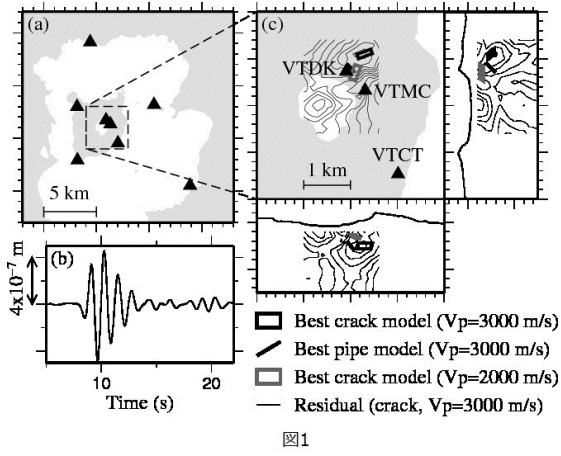 (a)
5 km
(c)
VTDK
VTMC
VTCT
1 km
(b)
4x10⁻⁷ m
10 20
Time (s)
Best crack model (Vp=3000 m/s)
Best pipe model (Vp=3000 m/s)
Best crack model (Vp=2000 m/s)
Residual (crack, Vp=3000 m/s)
図1